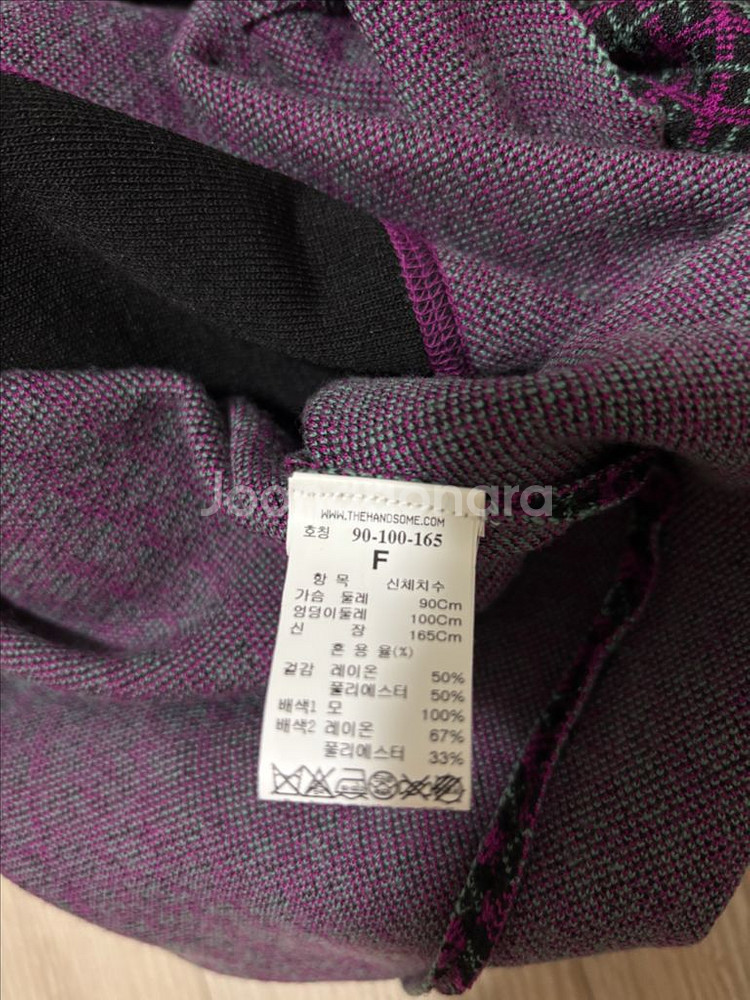 Joonggonara
WWW.THEHANDSOME.COM
호칭 90-100-165
F
항 목 신체치수
가슴 둘레 90Cm
엉덩이둘레 100Cm
신 장 165Cm
혼 용 율(%)
겉감 레이온 50%
폴리에스터 50%
배색1 모 100%
배색2 레이온 67%
폴리에스터 33%